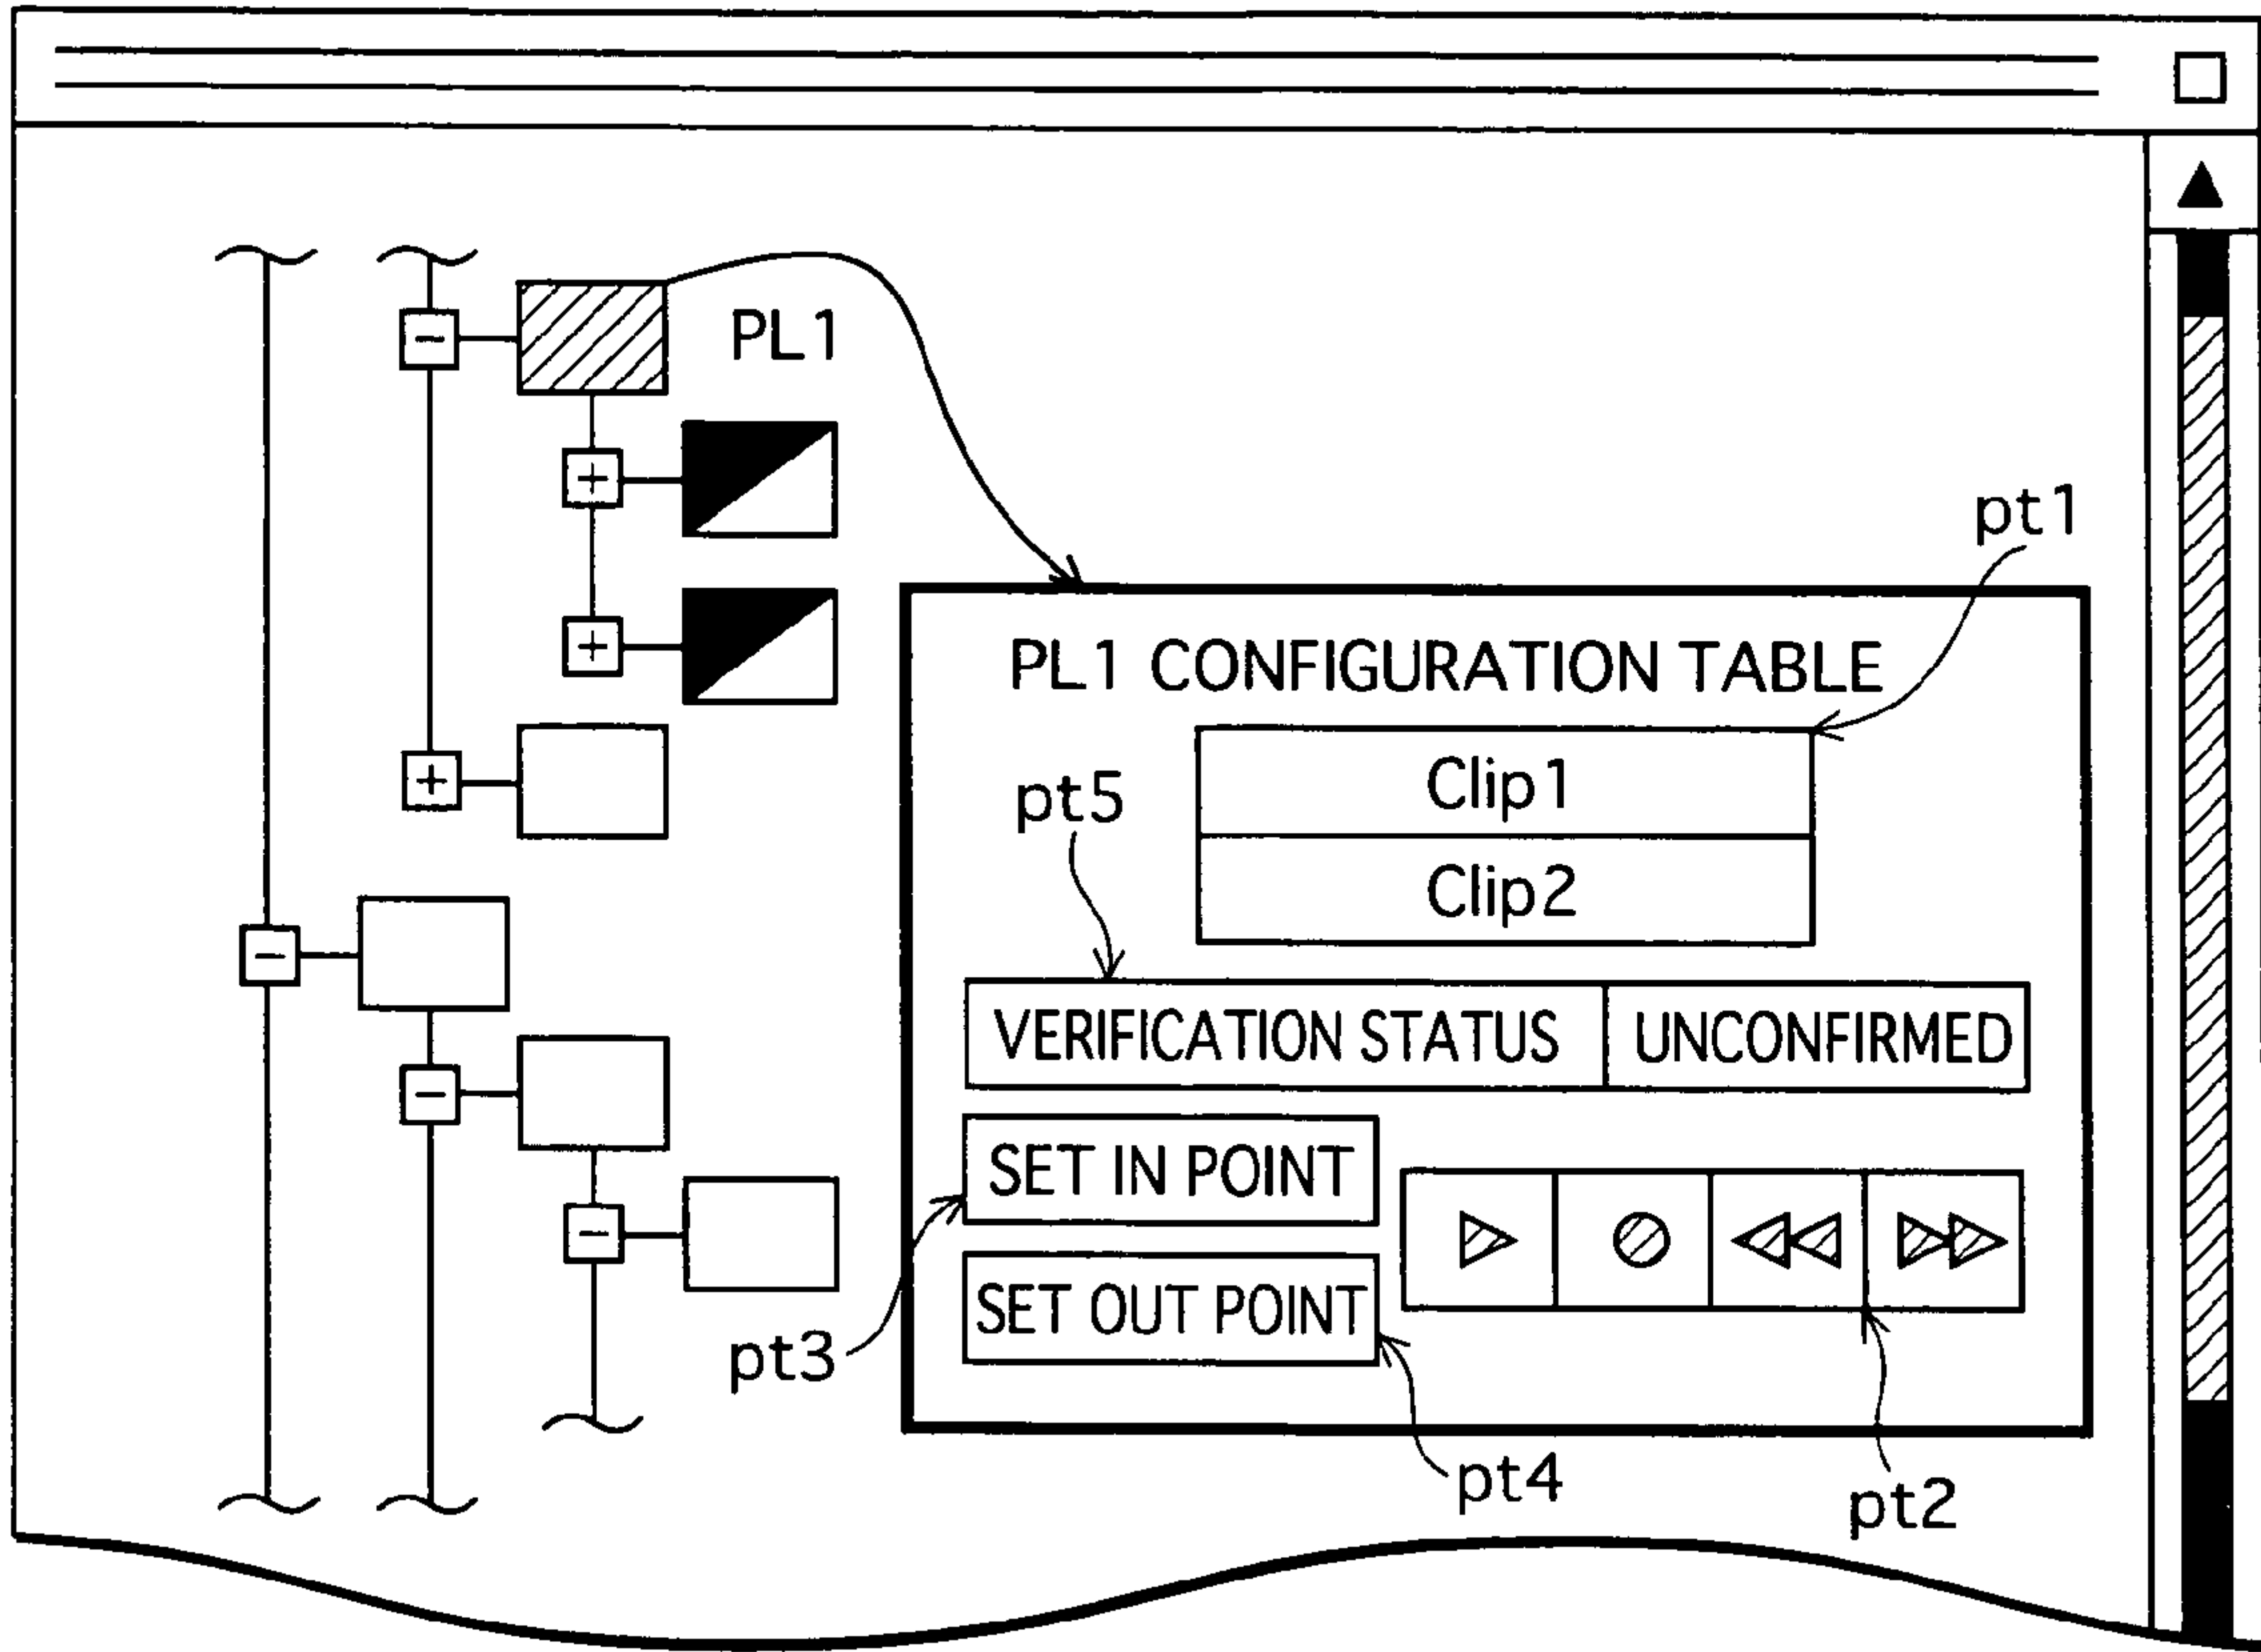 PL1
pt1
PL1 CONFIGURATION TABLE
Clip1
pt5
Clip2
VERIFICATION STATUS UNCONFIRMED
SET IN POINT
SET OUT POINT
pt3
pt4
pt2